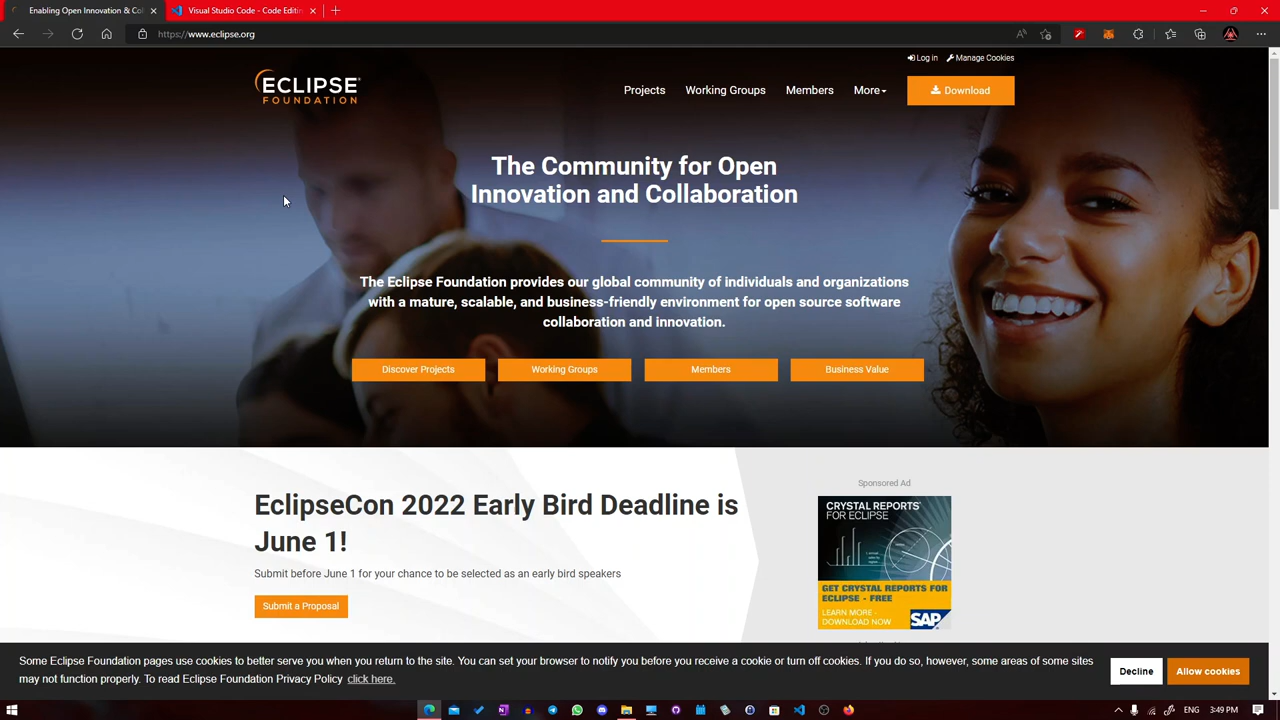 Enabling Open Innovation & Col
Visual Studio Code - Code Editin
https://www.eclipse.org
Log in
Manage Cookies
ECLIPSE
FOUNDATION
Projects
Working Groups
Members
More
Download
The Community for Open
Innovation and Collaboration
The Eclipse Foundation provides our global community of individuals and organizations
with a mature, scalable, and business-friendly environment for open source software
collaboration and innovation.
Discover Projects
Working Groups
Members
Business Value
EclipseCon 2022 Early Bird Deadline is
June 1!
Submit before June 1 for your chance to be selected as an early bird speakers
Submit a Proposal
Sponsored Ad
CRYSTAL REPORTS®
FOR ECLIPSE
GET CRYSTAL REPORTS FOR
ECLIPSE - FREE
LEARN MORE -
DOWNLOAD NOW
SAP
Some Eclipse Foundation pages use cookies to better serve you when you return to the site. You can set your browser to notify you before you receive a cookie or turn off cookies. If you do so, however, some areas of some sites
may not function properly. To read Eclipse Foundation Privacy Policy click here.
Decline
Allow cookies
ENG
3:49 PM